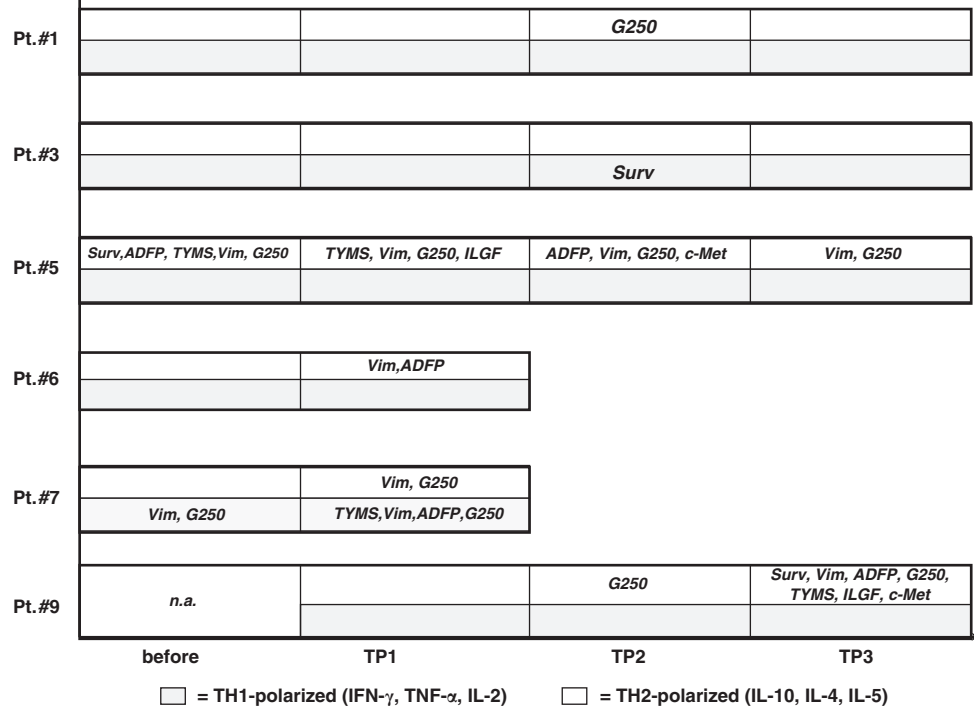 G250
Pt.#1
Pt.#3
Surv
Surv,ADFP, TYMS,Vim, G250 TYMS, Vim, G250, ILGF ADFP, Vim, G250, c-Met Vim, G250
Pt.#5
Vim,ADFP
Pt.#6
Vim, G250
Pt.#7
Vim, G250 TYMS,Vim,ADFP,G250
Surv, Vim, ADFP, G250,
TYMS, ILGF, c-Met
G250
n.a.
Pt.#9
before TP1 TP2 TP3
= TH1-polarized (IFN-γ, TNF-α, IL-2) = TH2-polarized (IL-10, IL-4, IL-5)